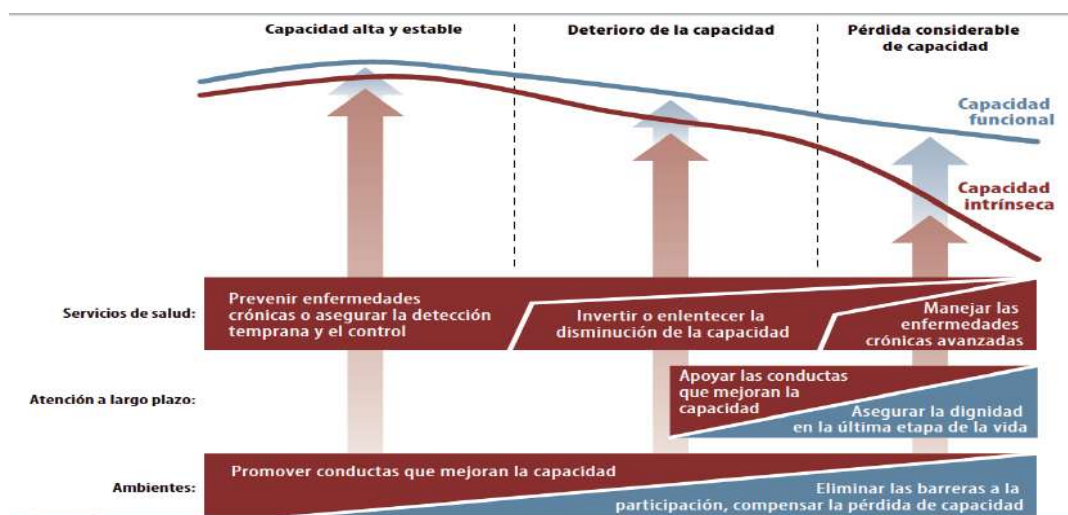 Capacidad alta y estable
Deterioro de la capacidad
Pérdida considerable
de capacidad
Capacidad
funcional
Capacidad
intrínseca
Servicios de salud:
Prevenir enfermedades
crónicas o asegurar la detección
temprana y el control
Invertir o enlentecer la
disminución de la capacidad
Manejar las
enfermedades
crónicas avanzadas
Atención a largo plazo:
Apoyar las conductas
que mejoran la
capacidad
Asegurar la dignidad
en la última etapa de la vida
Ambientes:
Promover conductas que mejoran la capacidad
Eliminar las barreras a la
participación, compensar la pérdida de capacidad